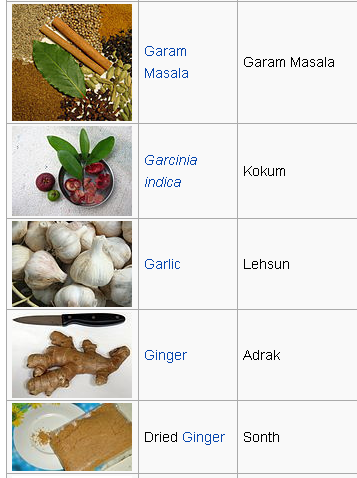 Garam
Masala
Garam Masala
Garcinia
indica
Kokum
Garlic
Lehsun
Ginger
Adrak
Dried Ginger
Sonth